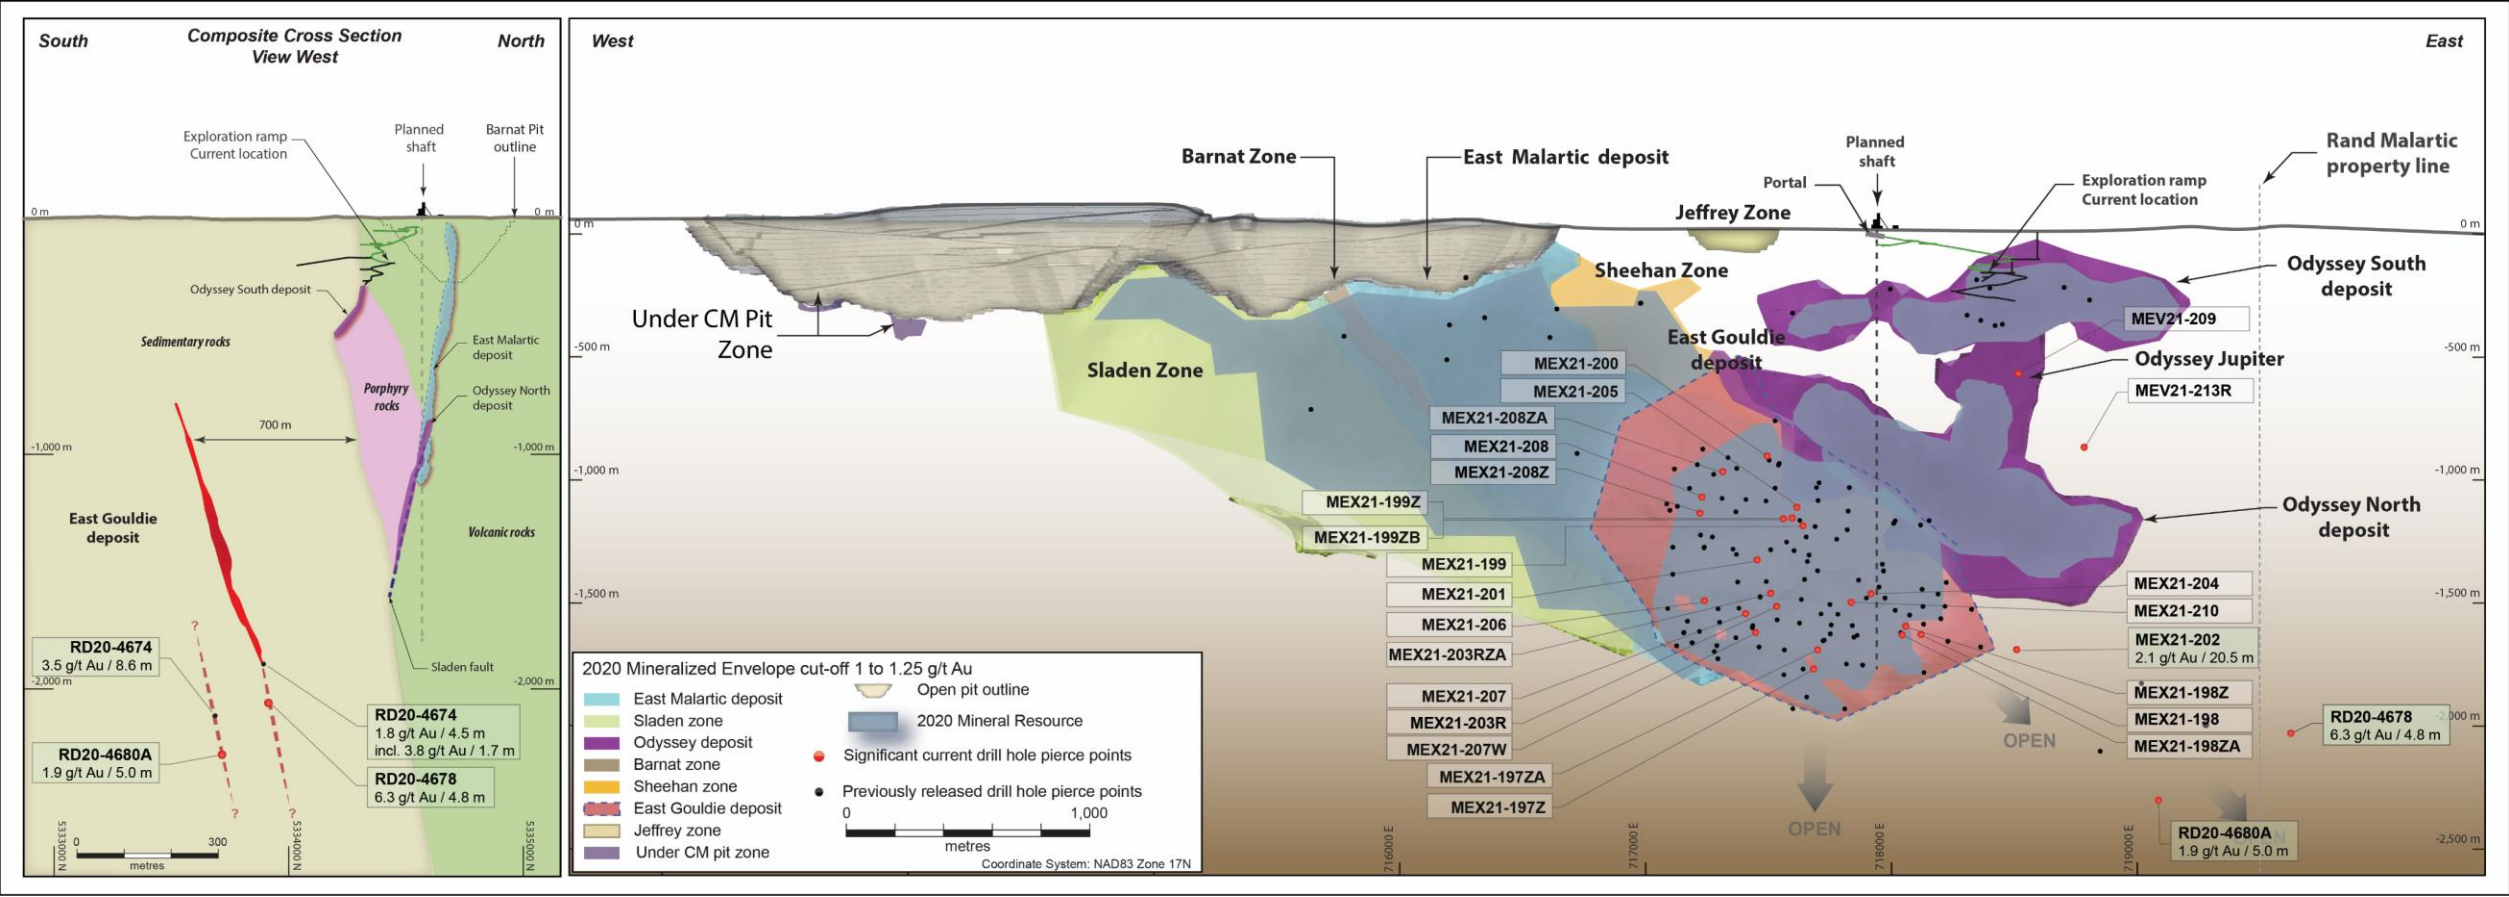 South
Composite Cross Section
View West
North
Exploration ramp
Current location
Planned
shaft
Barnat Pit
outline
0 m
0 m
Odyssey South deposit
Sedimentary rocks
East Malartic
deposit
Porphyry
rocks
Odyssey North
deposit
700 m
-1,000 m
-1,000 m
East Gouldie
deposit
Volcanic rocks
?
RD20-4674
3.5 g/t Au / 8.6 m
Sladen fault
-2,000 m
-2,000 m
RD20-4674
1.8 g/t Au / 4.5 m
incl. 3.8 g/t Au / 1.7 m
RD20-4680A
1.9 g/t Au / 5.0 m
RD20-4678
6.3 g/t Au / 4.8 m
?
?
0
300
metres
533000 N
534000 N
535000 N
West
East
Barnat Zone
East Malartic deposit
Planned
shaft
Portal
Rand Malartic
property line
Exploration ramp
Current location
Jeffrey Zone
0 m
0 m
Sheehan Zone
Odyssey South
deposit
Under CM Pit
Zone
MEV21-209
East Gouldie
deposit
-500 m
-500 m
Odyssey Jupiter
Sladen Zone
MEX21-200
MEX21-205
MEV21-213R
MEX21-208ZA
MEX21-208
MEX21-208Z
-1,000 m
-1,000 m
MEX21-199Z
Odyssey North
deposit
MEX21-199ZB
MEX21-199
MEX21-201
MEX21-204
-1,500 m
-1,500 m
MEX21-206
MEX21-210
MEX21-203RZA
MEX21-202
2.1 g/t Au / 20.5 m
MEX21-207
MEX21-198Z
MEX21-203R
MEX21-198
-2,000 m
MEX21-207W
MEX21-198ZA
RD20-4678
6.3 g/t Au / 4.8 m
OPEN
MEX21-197ZA
MEX21-197Z
OPEN
RD20-4680A
1.9 g/t Au / 5.0 m
-2,500 m
716000 E
717000 E
718000 E
719000 E
2020 Mineralized Envelope cut-off 1 to 1.25 g/t Au
East Malartic deposit
Sladen zone
Odyssey deposit
Barnat zone
Sheehan zone
East Gouldie deposit
Jeffrey zone
Under CM pit zone
Open pit outline
2020 Mineral Resource
Significant current drill hole pierce points
Previously released drill hole pierce points
0
1,000
metres
Coordinate System: NAD83 Zone 17N